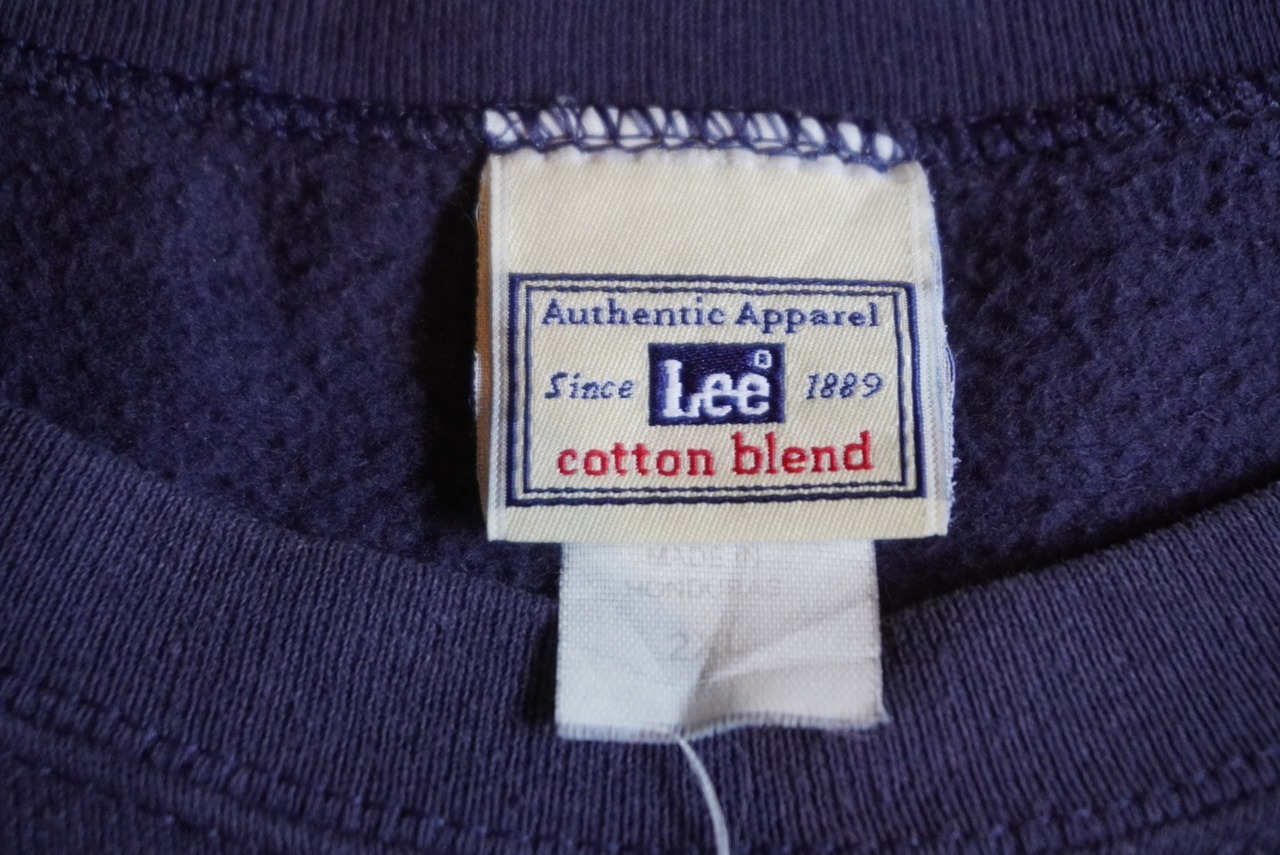 Authentic Apparel
Since Lee® 1889
cotton blend
MADE IN
HONDURAS